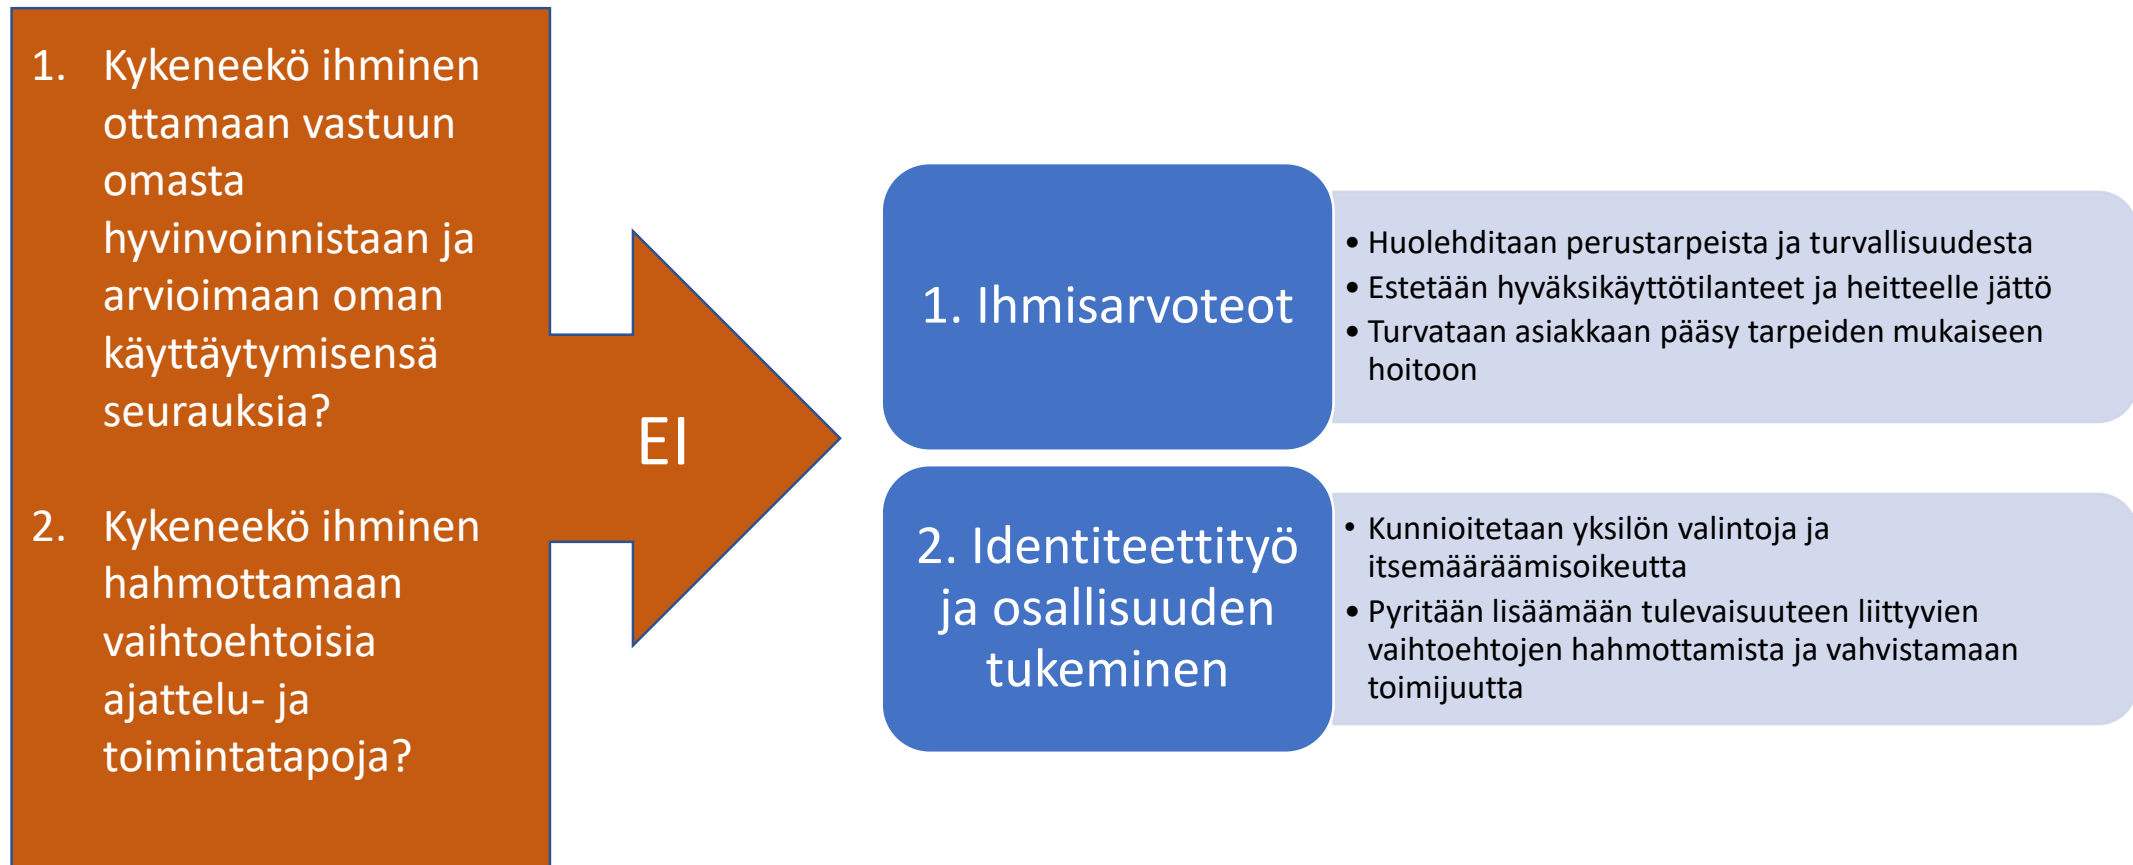 1. Kykeneekö ihminen
ottamaan vastuun
omasta
hyvinvoinnistaan ja
arvioimaan oman
käyttäytymisensä
seurauksia?
2. Kykeneekö ihminen
hahmottamaan
vaihtoehtoisia
ajattelu- ja
toimintatapoja?
EI
1. Ihmisarvoteot
• Huolehditaan perustarpeista ja turvallisuudesta
• Estetään hyväksikäyttötilanteet ja heitteelle jättö
• Turvataan asiakkaan pääsy tarpeiden mukaiseen
hoitoon
2. Identiteettityö
ja osallisuuden
tukeminen
• Kunnioitetaan yksilön valintoja ja
itsemääräämisoikeutta
• Pyritään lisäämään tulevaisuuteen liittyvien
vaihtoehtojen hahmottamista ja vahvistamaan
toimijuutta